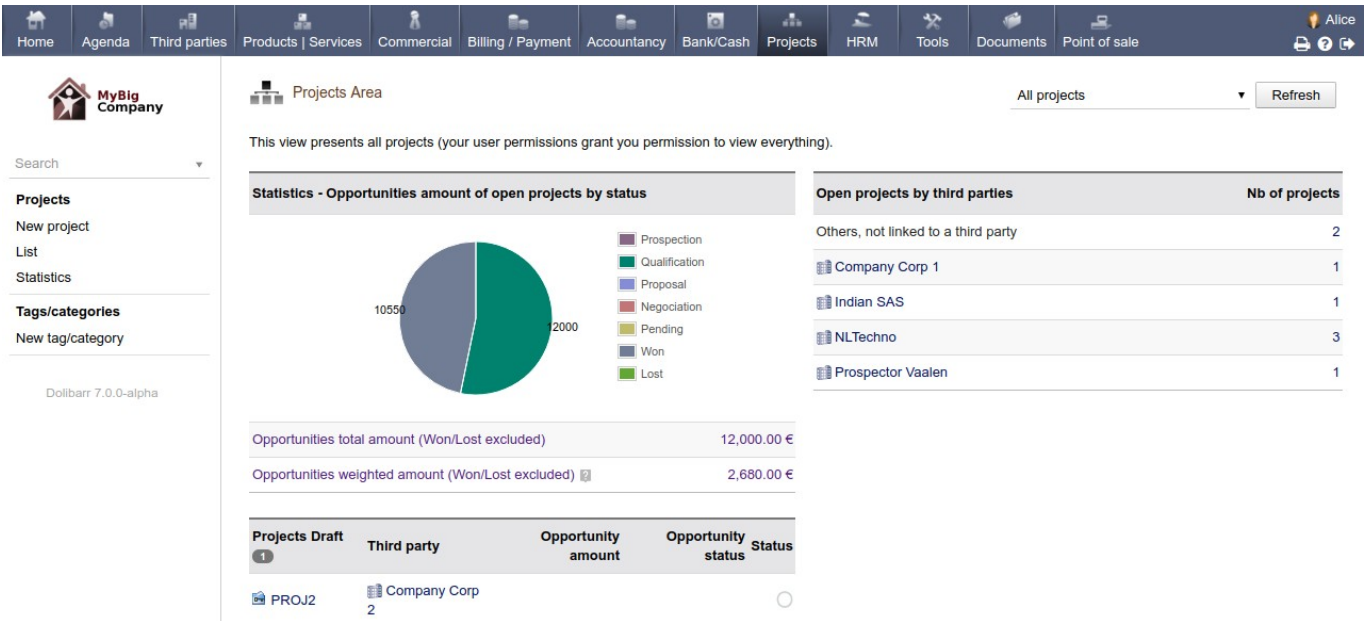 Home Agenda Third parties Products | Services Commercial Billing / Payment Accountancy Bank/Cash Projects HRM Tools Documents Point of sale Alice
MyBig
Company
Projects Area
All projects
Refresh
This view presents all projects (your user permissions grant you permission to view everything).
Search
Projects
New project
List
Statistics
Tags/categories
New tag/category
Dolibarr 7.0.0-alpha
Statistics - Opportunities amount of open projects by status
10550
12000
Prospection
Qualification
Proposal
Negociation
Pending
Won
Lost
Opportunities total amount (Won/Lost excluded) 12,000.00 €
Opportunities weighted amount (Won/Lost excluded) ? 2,680.00 €
Open projects by third parties Nb of projects
Others, not linked to a third party 2
Company Corp 1 1
Indian SAS 1
NLTechno 3
Prospector Vaalen 1
Projects Draft
1
Third party
Opportunity
amount
Opportunity
status
Status
PROJ2
Company Corp
2